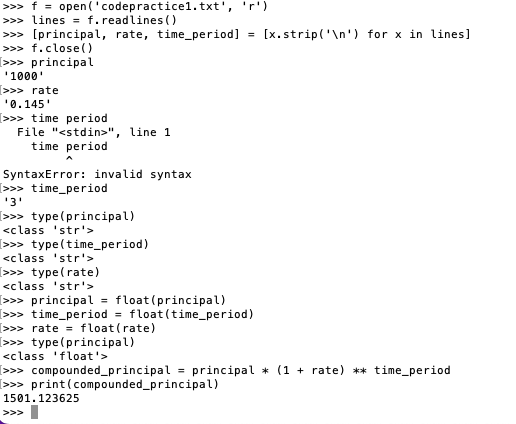 >>> f = open('codepractice1.txt', 'r')
>>> lines = f.readlines()
>>> [principal, rate, time_period] = [x.strip('\n') for x in lines]
>>> f.close()
[>>> principal
'1000'
[>>> rate
'0.145'
[>>> time period
  File "<stdin>", line 1
    time period
         ^
SyntaxError: invalid syntax
[>>> time_period
'3'
[>>> type(principal)
<class 'str'>
[>>> type(time_period)
<class 'str'>
[>>> type(rate)
<class 'str'>
[>>> principal = float(principal)
[>>> time_period = float(time_period)
[>>> rate = float(rate)
[>>> type(principal)
<class 'float'>
[>>> compounded_principal = principal * (1 + rate) ** time_period
[>>> print(compounded_principal)
1501.123625
>>>